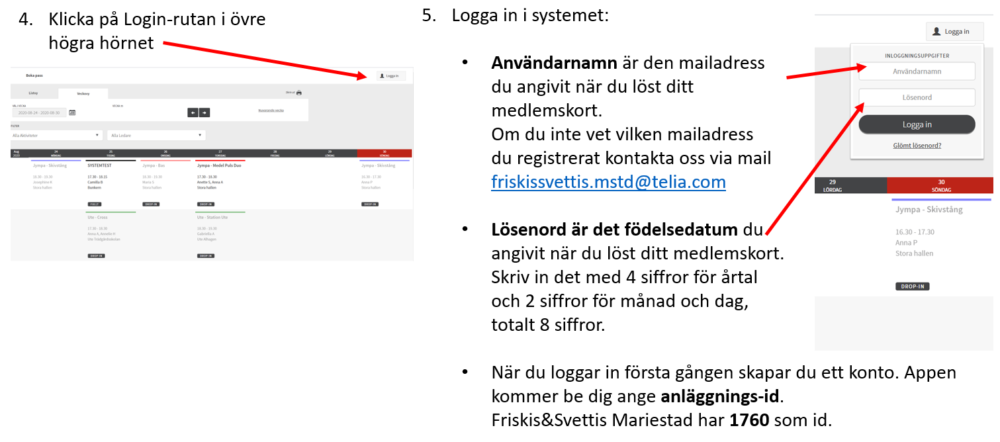 4. Klicka på Login-rutan i övre
högra hörnet
Boka pass
Logga in
Listvy
Veckovy
Skriv ut
VÄLJ VECKA
VECKA 35
2020-08-24 - 2020-08-30
Nuvarande vecka
FILTER
Alla Aktiviteter
Alla Ledare
Aug 24 25 26 27 28 29 30
2020 MÅNDAG TISDAG ONSDAG TORSDAG FREDAG LÖRDAG SÖNDAG
Jympa - Skivstång
18.30 - 19.30
Josephine K
Stora hallen
SYSTEMTEST
17.30 - 18.15
Camilla B
Bunkern
FULLT
Jympa - Bas
18.30 - 19.30
Maria S
Stora hallen
DROP-IN
Jympa - Medel Puls Duo
17.30 - 18.30
Anette S, Anna A
Stora hallen
DROP-IN
Jympa - Skivstång
16.30 - 17.30
Anna P
Stora hallen
DROP-IN
Ute - Cross
17.30 - 18.30
Anna A, Annelie H
Ute Trädgårdsskolan
DROP-IN
Ute - Station Ute
18.30 - 19.30
Gabriella A
Ute Alhagen
DROP-IN
5. Logga in i systemet:
• Användarnamn är den mailadress
du angivit när du löst ditt
medlemskort.
Om du inte vet vilken mailadress
du registrerat kontakta oss via mail
friskissvettis.mstd@telia.com
• Lösenord är det födelsedatum du
angivit när du löst ditt medlemskort.
Skriv in det med 4 siffror för årtal
och 2 siffror för månad och dag,
totalt 8 siffror.
• När du loggar in första gången skapar du ett konto. Appen
kommer be dig ange anläggnings-id.
Friskis&Svettis Mariestad har 1760 som id.
Logga in
INLOGGNINGSUPPGIFTER
Användarnamn
Lösenord
Logga in
Glömt lösenord?
29 30
LÖRDAG SÖNDAG
Jympa - Skivstång
16.30 - 17.30
Anna P
Stora hallen
DROP-IN